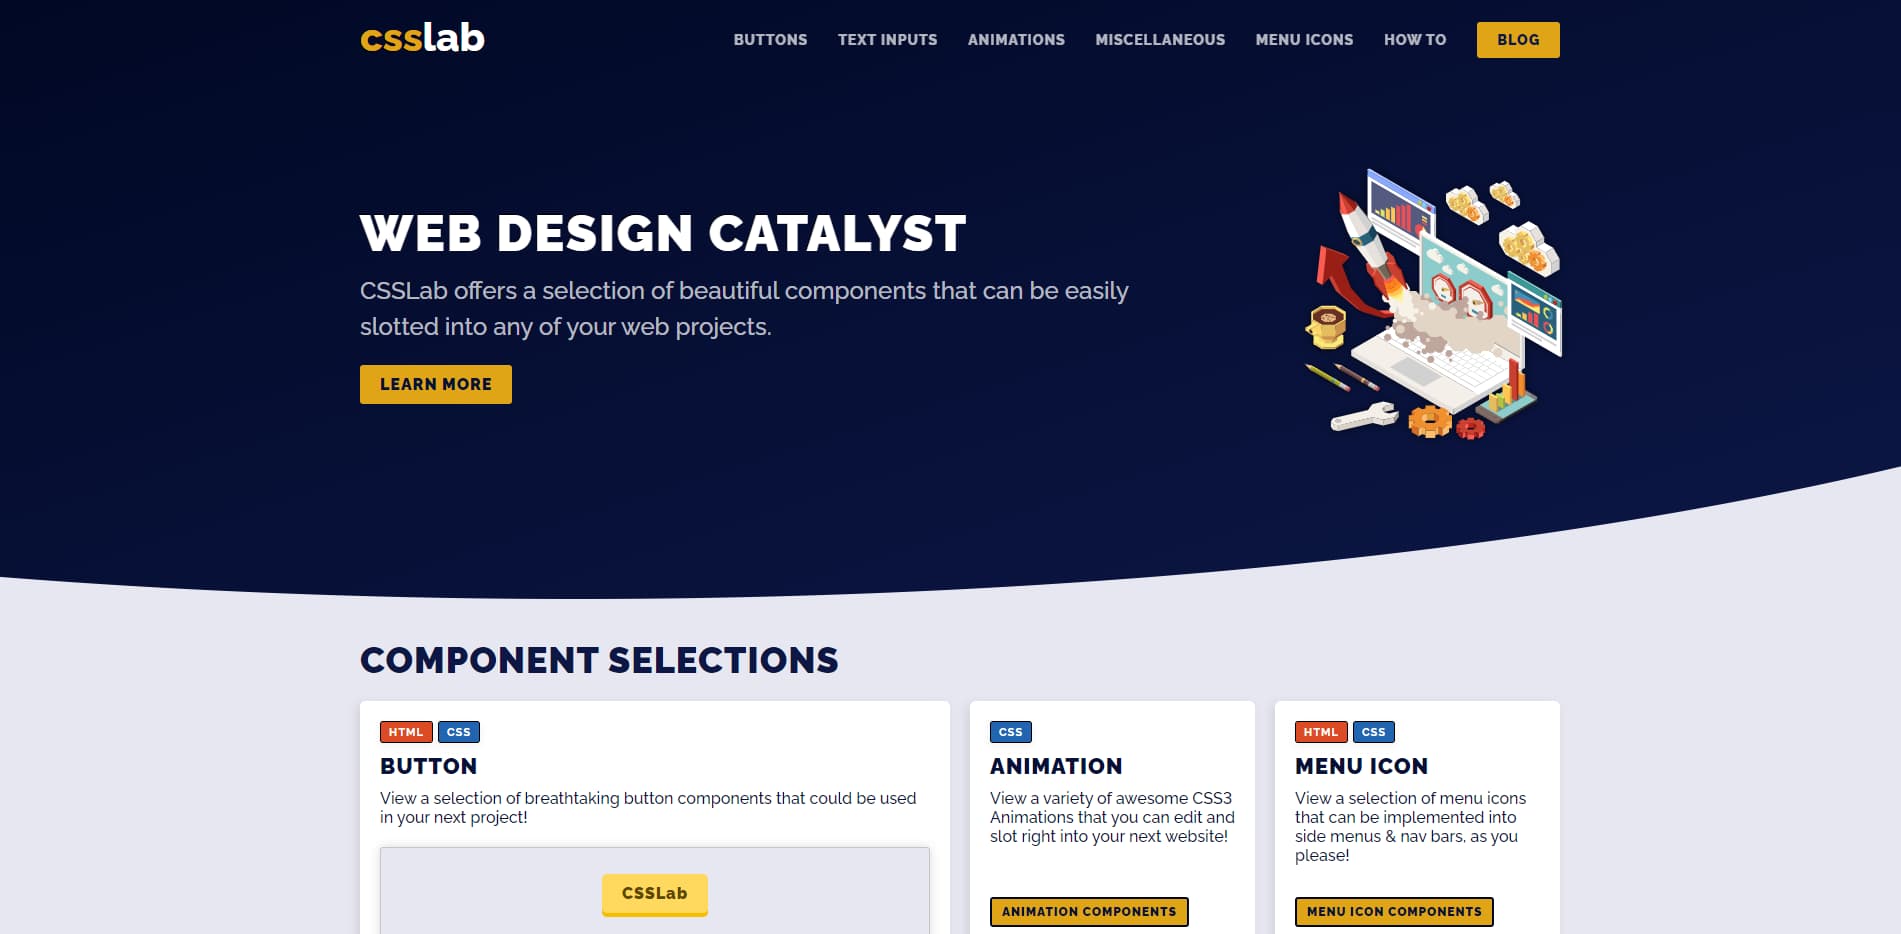 csslab
BUTTONS
TEXT INPUTS
ANIMATIONS
MISCELLANEOUS
MENU ICONS
HOW TO
BLOG
WEB DESIGN CATALYST
CSSLab offers a selection of beautiful components that can be easily
slotted into any of your web projects.
LEARN MORE
COMPONENT SELECTIONS
HTML CSS
BUTTON
View a selection of breathtaking button components that could be used
in your next project!
CSSLab
CSS
ANIMATION
View a variety of awesome CSS3
Animations that you can edit and
slot right into your next website!
ANIMATION COMPONENTS
HTML CSS
MENU ICON
View a selection of menu icons
that can be implemented into
side menus & nav bars, as you
please!
MENU ICON COMPONENTS